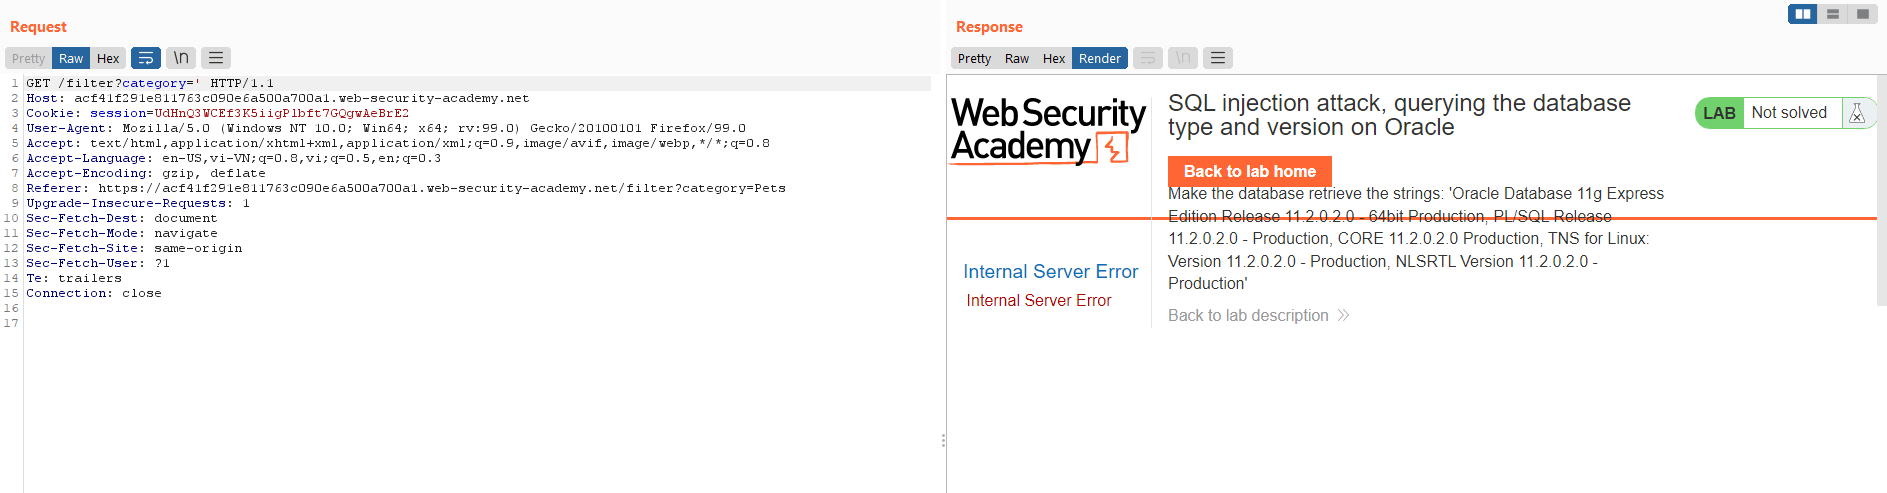 Request
Pretty Raw Hex \n
1 GET /filter?category=' HTTP/1.1
2 Host: acf41f291e811763c090e6a500a700a1.web-security-academy.net
3 Cookie: session=UdHnQ3WCEf3K5iigPlbft7GQgwAeBrE2
4 User-Agent: Mozilla/5.0 (Windows NT 10.0; Win64; x64; rv:99.0) Gecko/20100101 Firefox/99.0
5 Accept: text/html,application/xhtml+xml,application/xml;q=0.9,image/avif,image/webp,*/*;q=0.8
6 Accept-Language: en-US,vi-VN;q=0.8,vi;q=0.5,en;q=0.3
7 Accept-Encoding: gzip, deflate
8 Referer: https://acf41f291e811763c090e6a500a700a1.web-security-academy.net/filter?category=Pets
9 Upgrade-Insecure-Requests: 1
10 Sec-Fetch-Dest: document
11 Sec-Fetch-Mode: navigate
12 Sec-Fetch-Site: same-origin
13 Sec-Fetch-User: ?1
14 Te: trailers
15 Connection: close
16
17
Response
Pretty Raw Hex Render \n
Web Security
Academy
SQL injection attack, querying the database
type and version on Oracle
LAB Not solved
Back to lab home
Make the database retrieve the strings: 'Oracle Database 11g Express
Edition Release 11.2.0.2.0 - 64bit Production, PL/SQL Release
11.2.0.2.0 - Production, CORE 11.2.0.2.0 Production, TNS for Linux:
Version 11.2.0.2.0 - Production, NLSRTL Version 11.2.0.2.0 -
Production'
Back to lab description
Internal Server Error
Internal Server Error